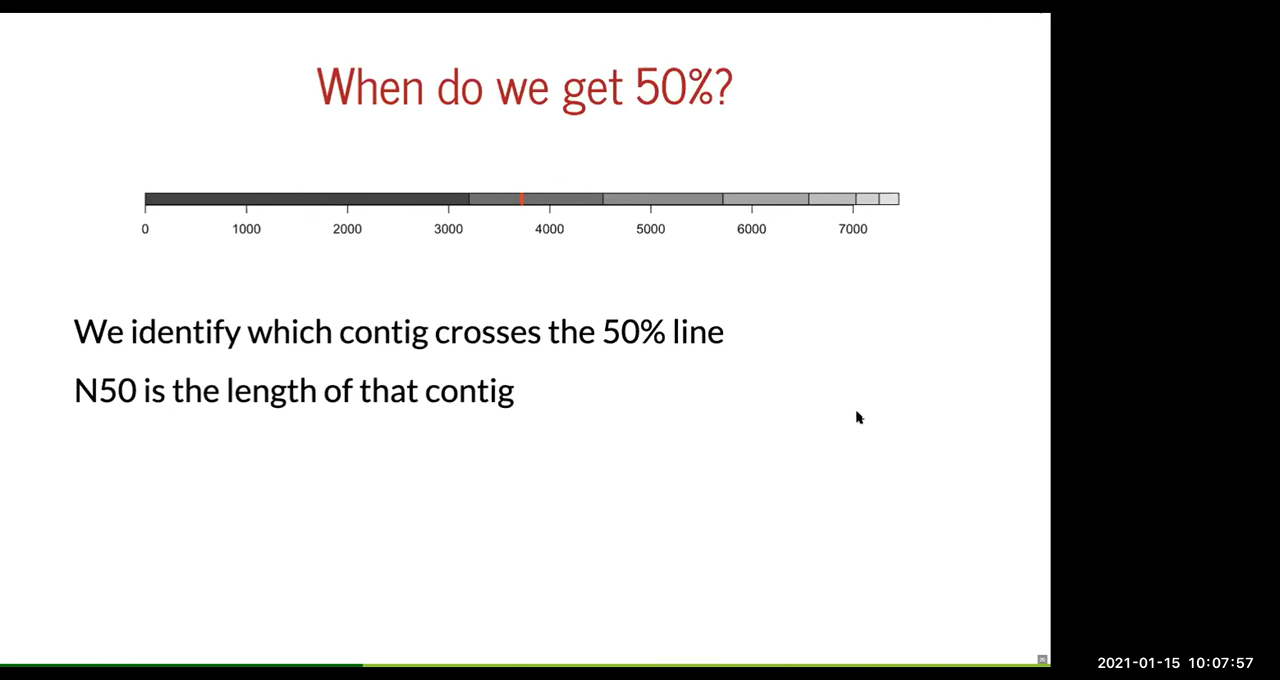 When do we get 50%?
0 1000 2000 3000 4000 5000 6000 7000
We identify which contig crosses the 50% line
N50 is the length of that contig
2021-01-15 10:07:57